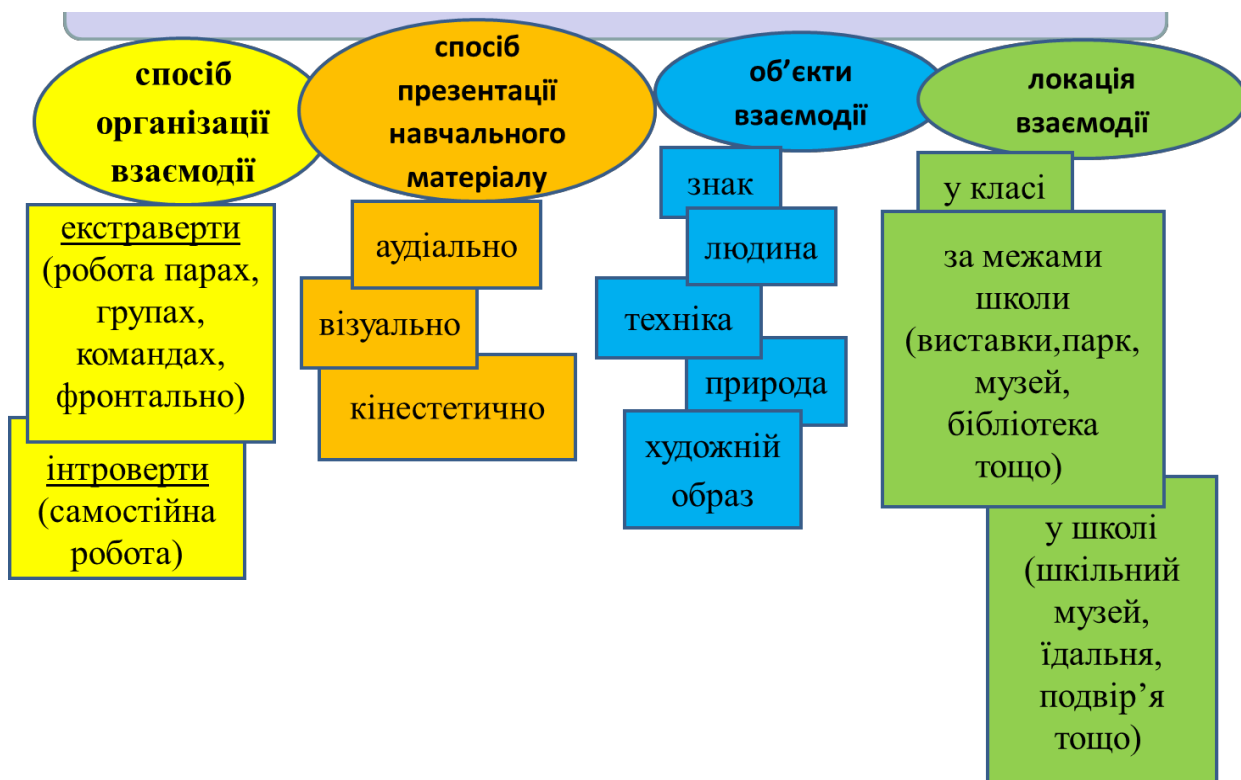 спосіб
організації
взаємодії
екстраверти
(робота парах,
групах,
командах,
фронтально)
інтроверти
(самостійна
робота)
спосіб
презентації
навчального
матеріалу
аудіально
візуально
кінестетично
об’єкти
взаємодії
знак
людина
техніка
природа
художній
образ
локація
взаємодії
у класі
за межами
школи
(виставки,парк,
музей,
бібліотека
тощо)
у школі
(шкільний
музей,
їдальня,
подвір’я
тощо)